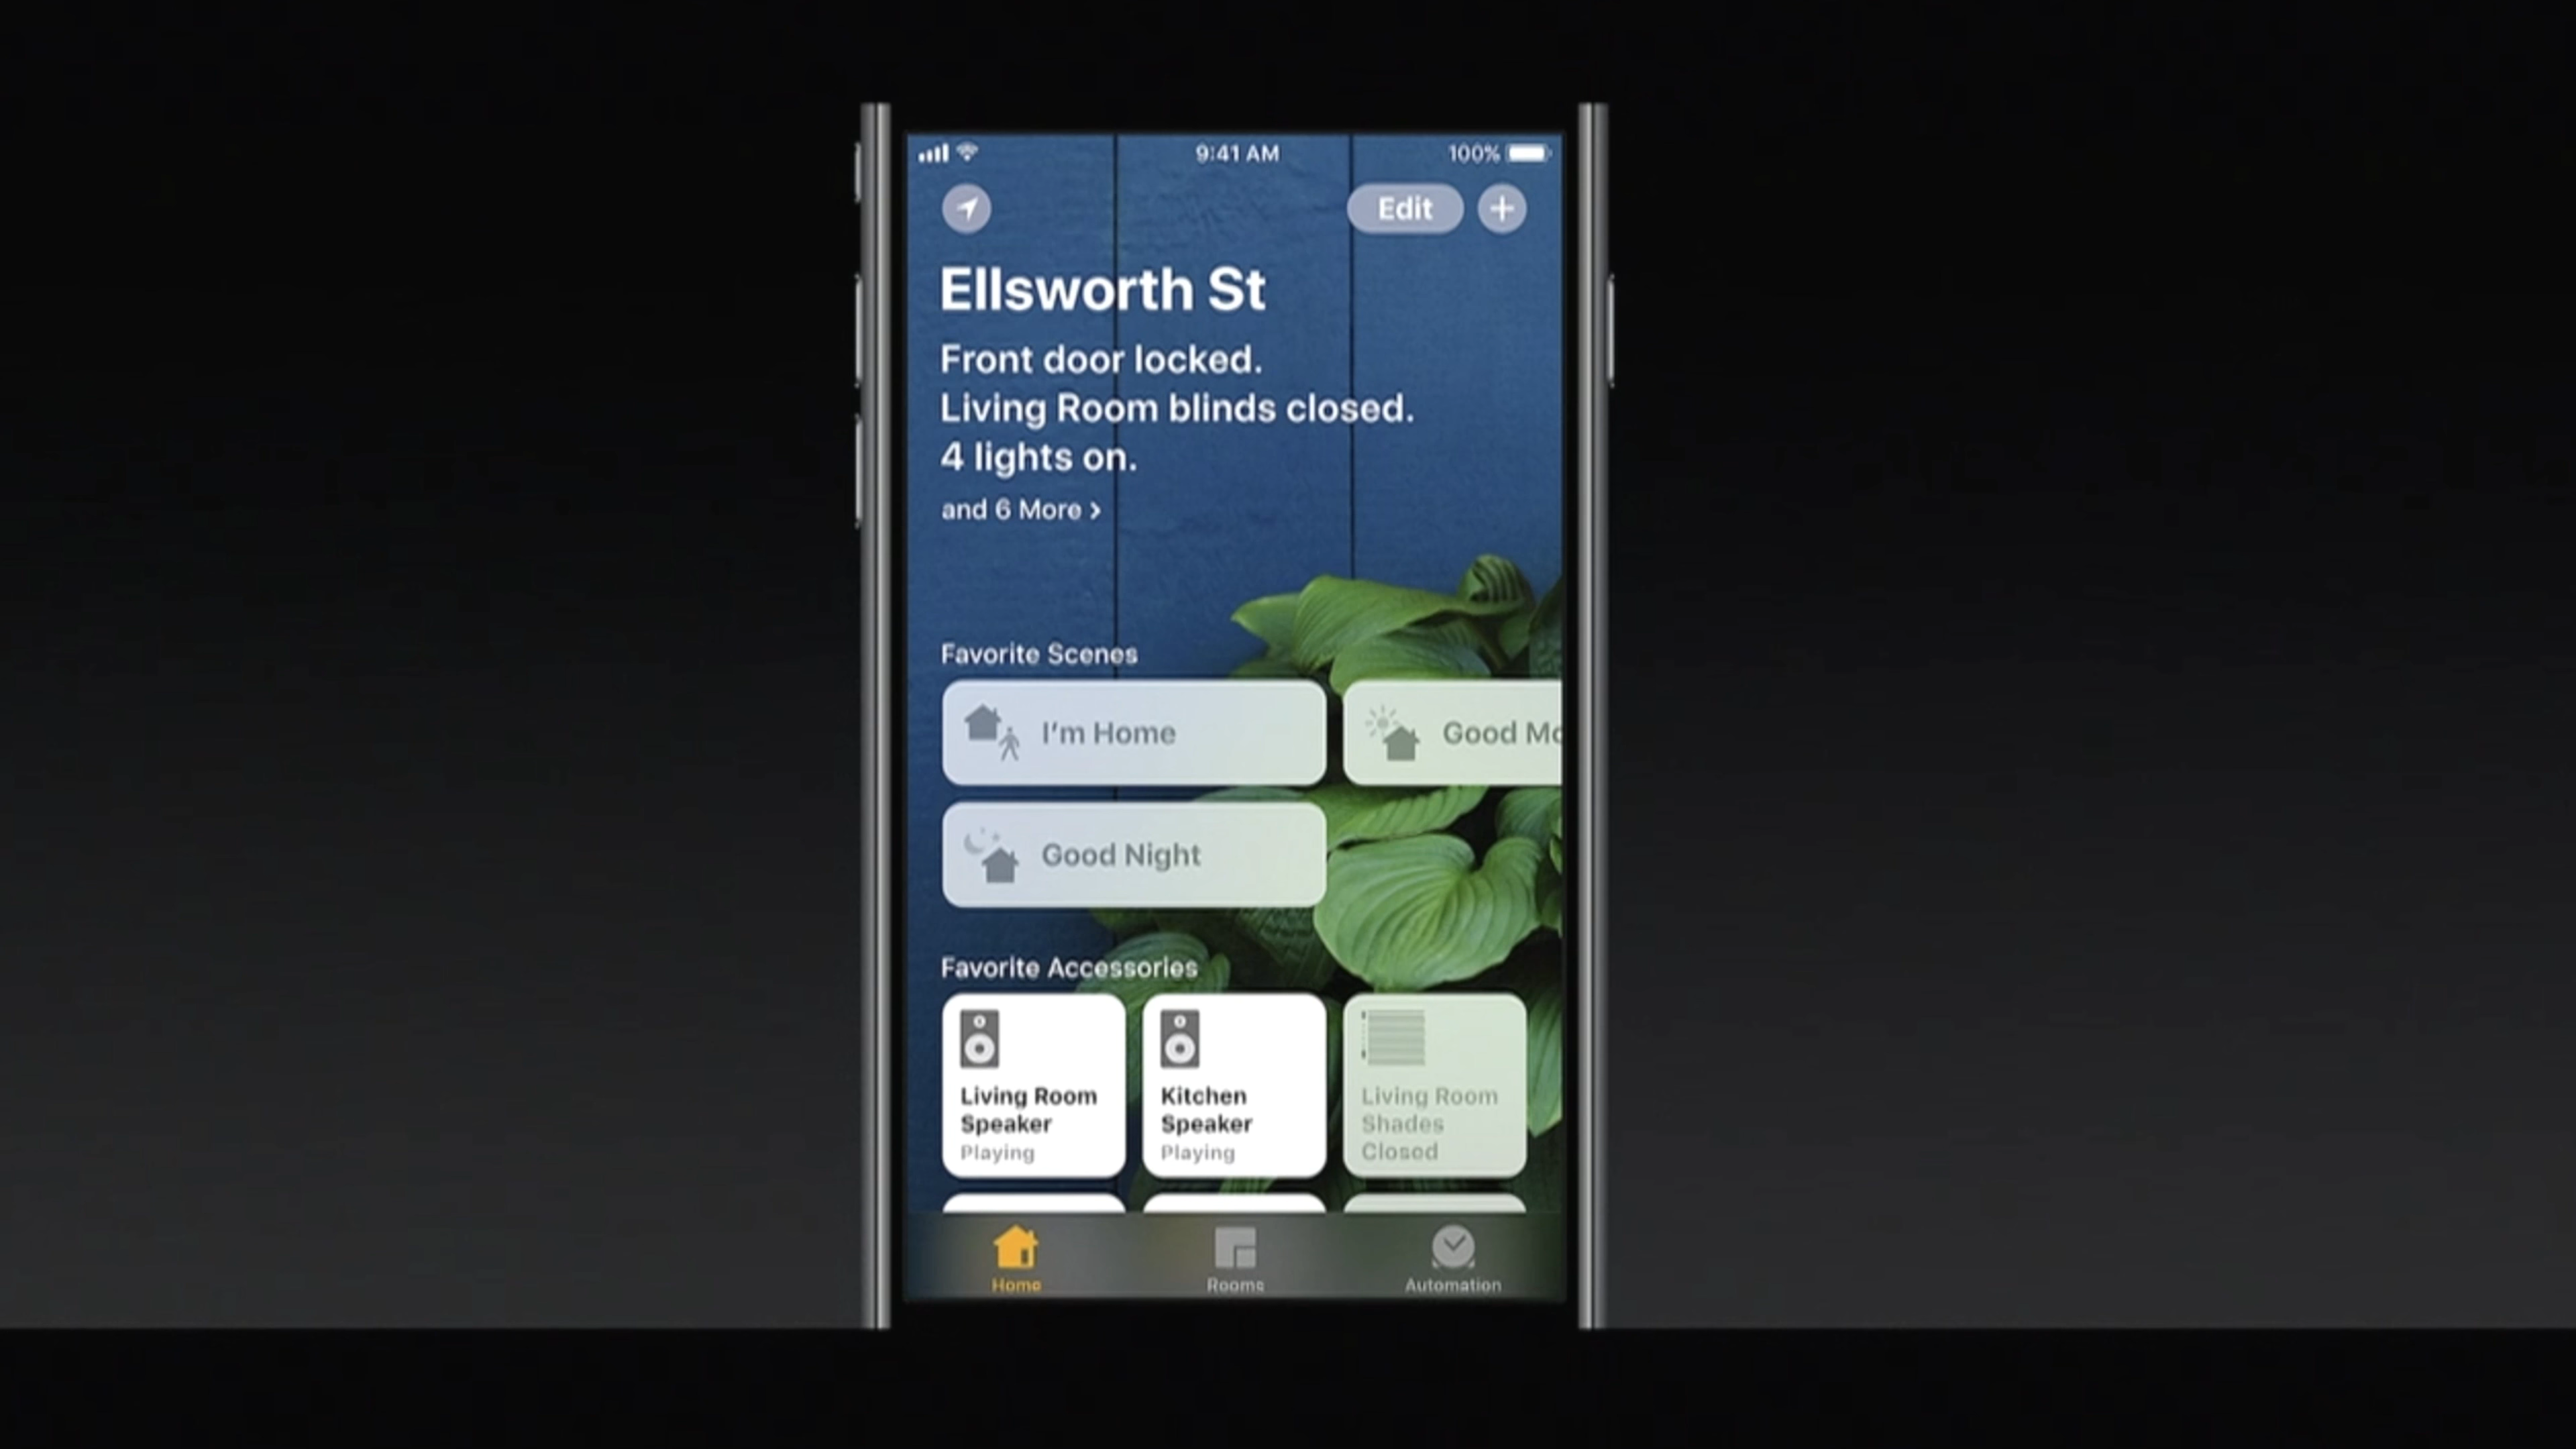 9:41 AM
100%
Edit
Ellsworth St
Front door locked.
Living Room blinds closed.
4 lights on.
and 6 More >
Favorite Scenes
I'm Home
Good Mo
Good Night
Favorite Accessories
Living Room
Speaker
Playing
Kitchen
Speaker
Playing
Living Room
Shades
Closed
Home
Rooms
Automation